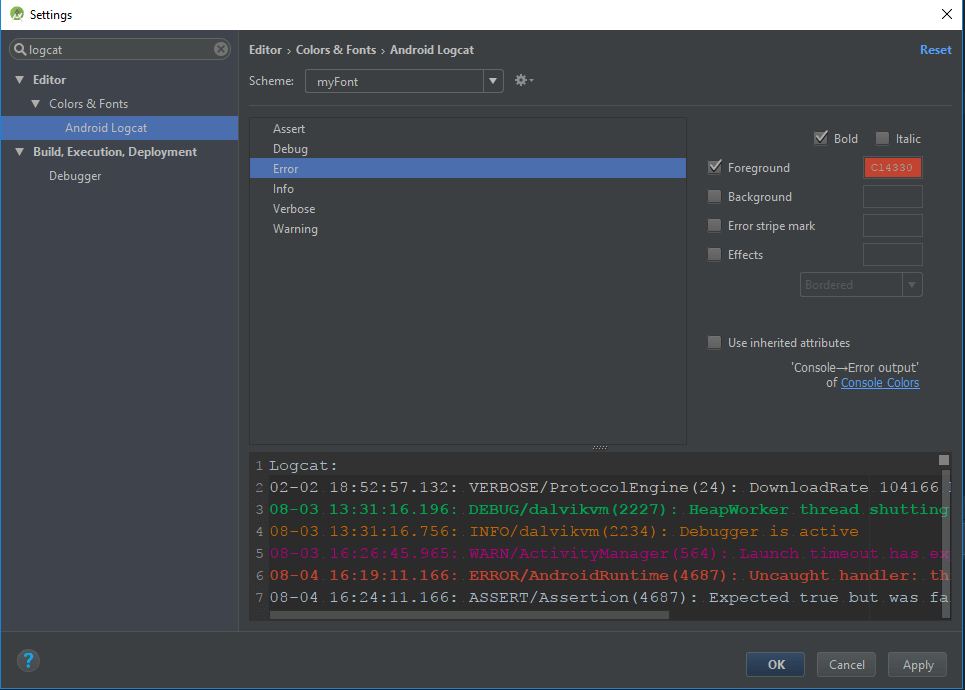 Settings
logcat
Editor
Colors & Fonts
Android Logcat
Build, Execution, Deployment
Debugger
Editor › Colors & Fonts › Android Logcat
Reset
Scheme: myFont
Assert
Debug
Error
Info
Verbose
Warning
Bold Italic
Foreground C14330
Background
Error stripe mark
Effects
Bordered
Use inherited attributes
'Console→Error output'
of Console Colors
1 Logcat:
2 02-02 18:52:57.132: VERBOSE/ProtocolEngine(24): DownloadRate 104166
3 08-03 13:31:16.196: DEBUG/dalvikvm(2227): HeapWorker thread shutting
4 08-03 13:31:16.756: INFO/dalvikvm(2234): Debugger is active
5 08-03 16:26:45.965: WARN/ActivityManager(564): Launch timeout has ex
6 08-04 16:19:11.166: ERROR/AndroidRuntime(4687): Uncaught handler: th
7 08-04 16:24:11.166: ASSERT/Assertion(4687): Expected true but was fa
?
OK Cancel Apply